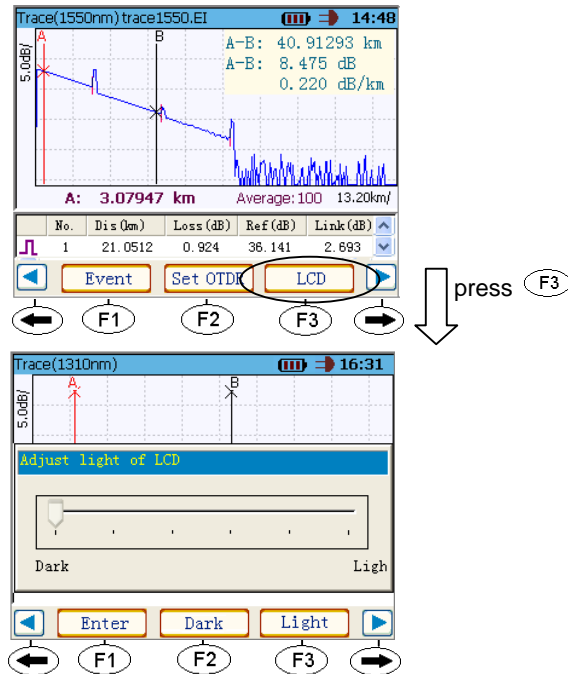 Trace(1550nm) trace1550.EI 14:48
A B
A-B: 40.91293 km
A-B: 8.475 dB
0.220 dB/km
5.0dB/
A: 3.07947 km Average:100 13.20km/
No. Dis(km) Loss(dB) Ref(dB) Link(dB)
1 21.0512 0.924 36.141 2.693
Event Set OTDR LCD
F1 F2 F3
press F3
Trace(1310nm) 16:31
A, B
5.0dB/
Adjust light of LCD
Dark Ligh
Enter Dark Light
F1 F2 F3